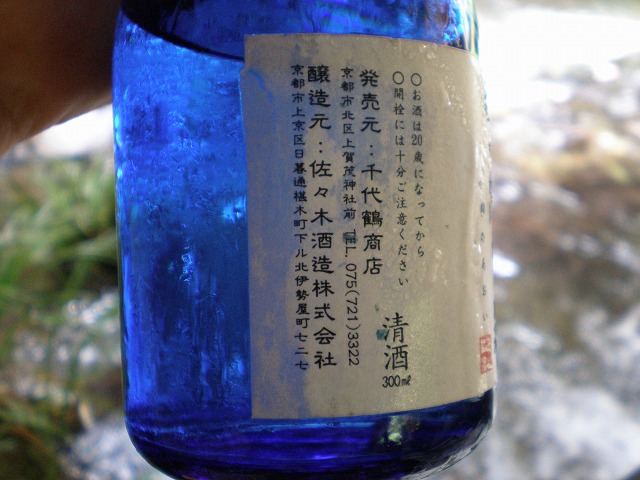 ○お酒は20歳になってから
○開栓には十分ご注意ください
発売元:千代鶴商店
京都市北区上賀茂神社前 TEL. 075(721)3322
醸造元:佐々木酒造株式会社
京都市上京区日暮通椹木町下ル北伊勢屋町七二七
清酒
300ml